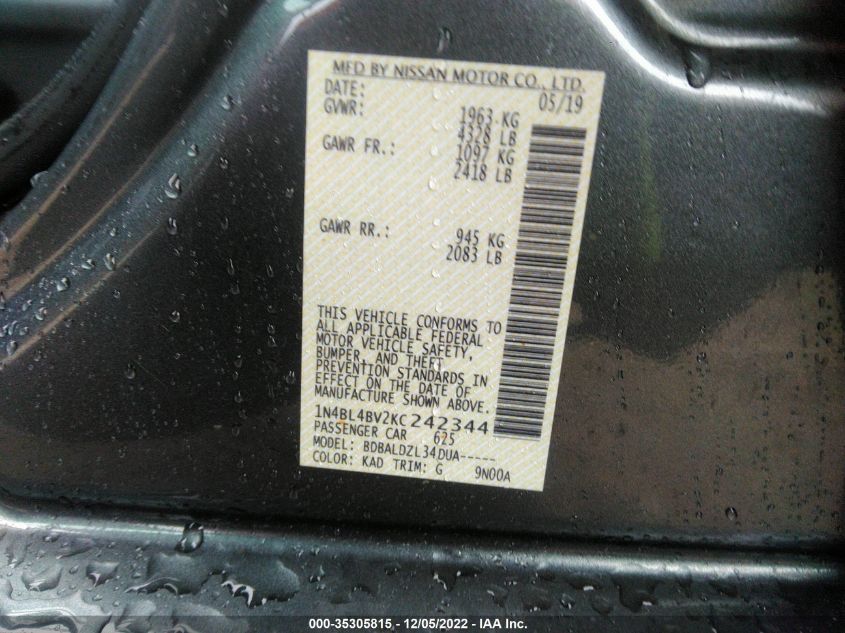 MFD BY NISSAN MOTOR CO., LTD.
DATE: 05/19
GVWR: 1963 KG
4328 LB
GAWR FR.: 1097 KG
2418 LB
GAWR RR.: 945 KG
2083 LB
THIS VEHICLE CONFORMS TO
ALL APPLICABLE FEDERAL
MOTOR VEHICLE SAFETY,
BUMPER, AND THEFT
PREVENTION STANDARDS IN
EFFECT ON THE DATE OF
MANUFACTURE SHOWN ABOVE.
1N4BL4BV2KC242344
PASSENGER CAR 625
MODEL: BDBALDZL34DUA-----
COLOR: KAD TRIM: G 9N00A
000-35305815 - 12/05/2022 - IAA Inc.